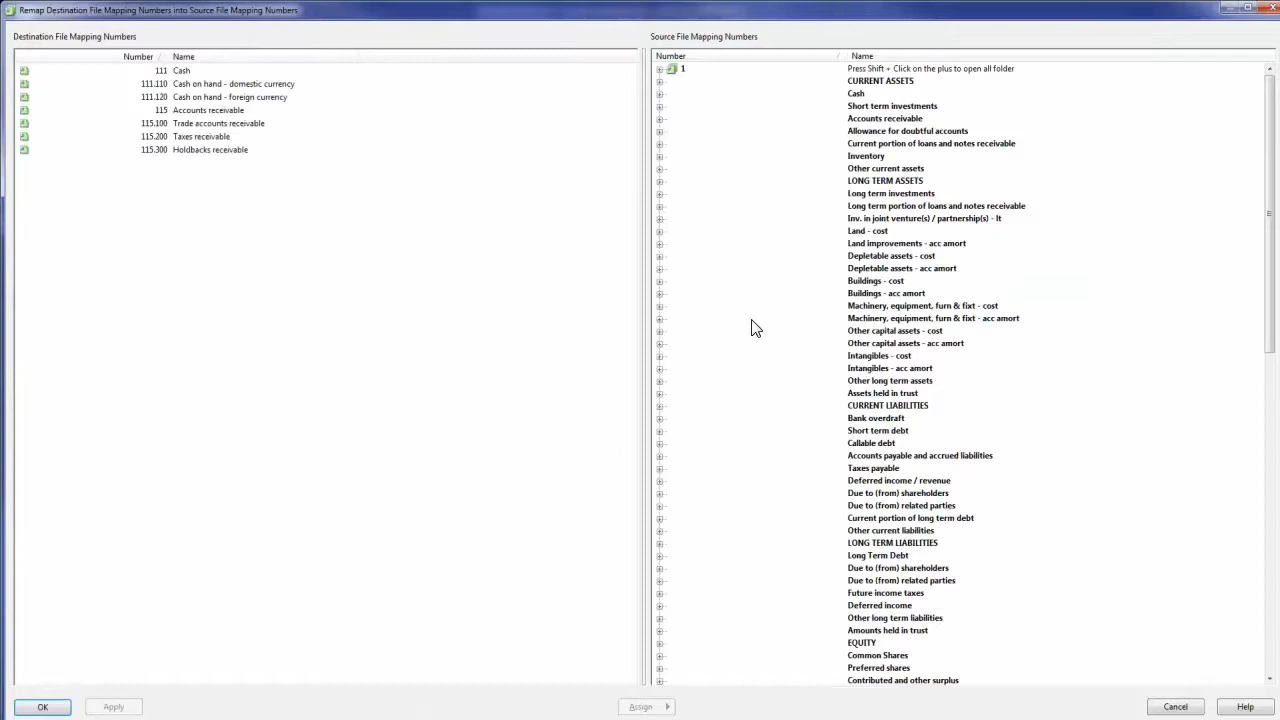 Remap Destination File Mapping Numbers into Source File Mapping Numbers
Destination File Mapping Numbers
Number / Name
111 Cash
111.110 Cash on hand - domestic currency
111.120 Cash on hand - foreign currency
115 Accounts receivable
115.100 Trade accounts receivable
115.200 Taxes receivable
115.300 Holdbacks receivable
Source File Mapping Numbers
Number / Name
1 Press Shift + Click on the plus to open all folder
CURRENT ASSETS
Cash
Short term investments
Accounts receivable
Allowance for doubtful accounts
Current portion of loans and notes receivable
Inventory
Other current assets
LONG TERM ASSETS
Long term investments
Long term portion of loans and notes receivable
Inv. in joint venture(s) / partnership(s) - lt
Land - cost
Land improvements - acc amort
Depletable assets - cost
Depletable assets - acc amort
Buildings - cost
Buildings - acc amort
Machinery, equipment, furn & fixt - cost
Machinery, equipment, furn & fixt - acc amort
Other capital assets - cost
Other capital assets - acc amort
Intangibles - cost
Intangibles - acc amort
Other long term assets
Assets held in trust
CURRENT LIABILITIES
Bank overdraft
Short term debt
Callable debt
Accounts payable and accrued liabilities
Taxes payable
Deferred income / revenue
Due to (from) shareholders
Due to (from) related parties
Current portion of long term debt
Other current liabilities
LONG TERM LIABILITIES
Long Term Debt
Due to (from) shareholders
Due to (from) related parties
Future income taxes
Deferred income
Other long term liabilities
Amounts held in trust
EQUITY
Common Shares
Preferred shares
Contributed and other surplus
OK Apply Assign Cancel Help